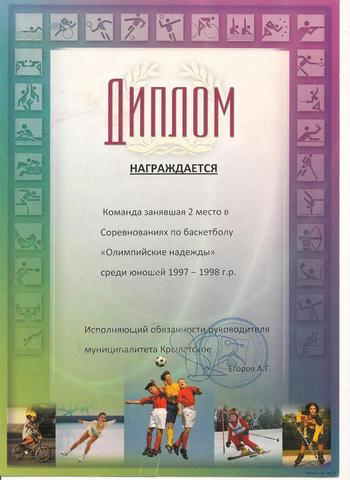 ДИПЛОМ
НАГРАЖДАЕТСЯ
Команда занявшая 2 место в
Соревнованиях по баскетболу
«Олимпийские надежды»
среди юношей 1997 – 1998 г.р.
Исполняющий обязанности руководителя
муниципалитета Крылатское
Егоров А.Г.